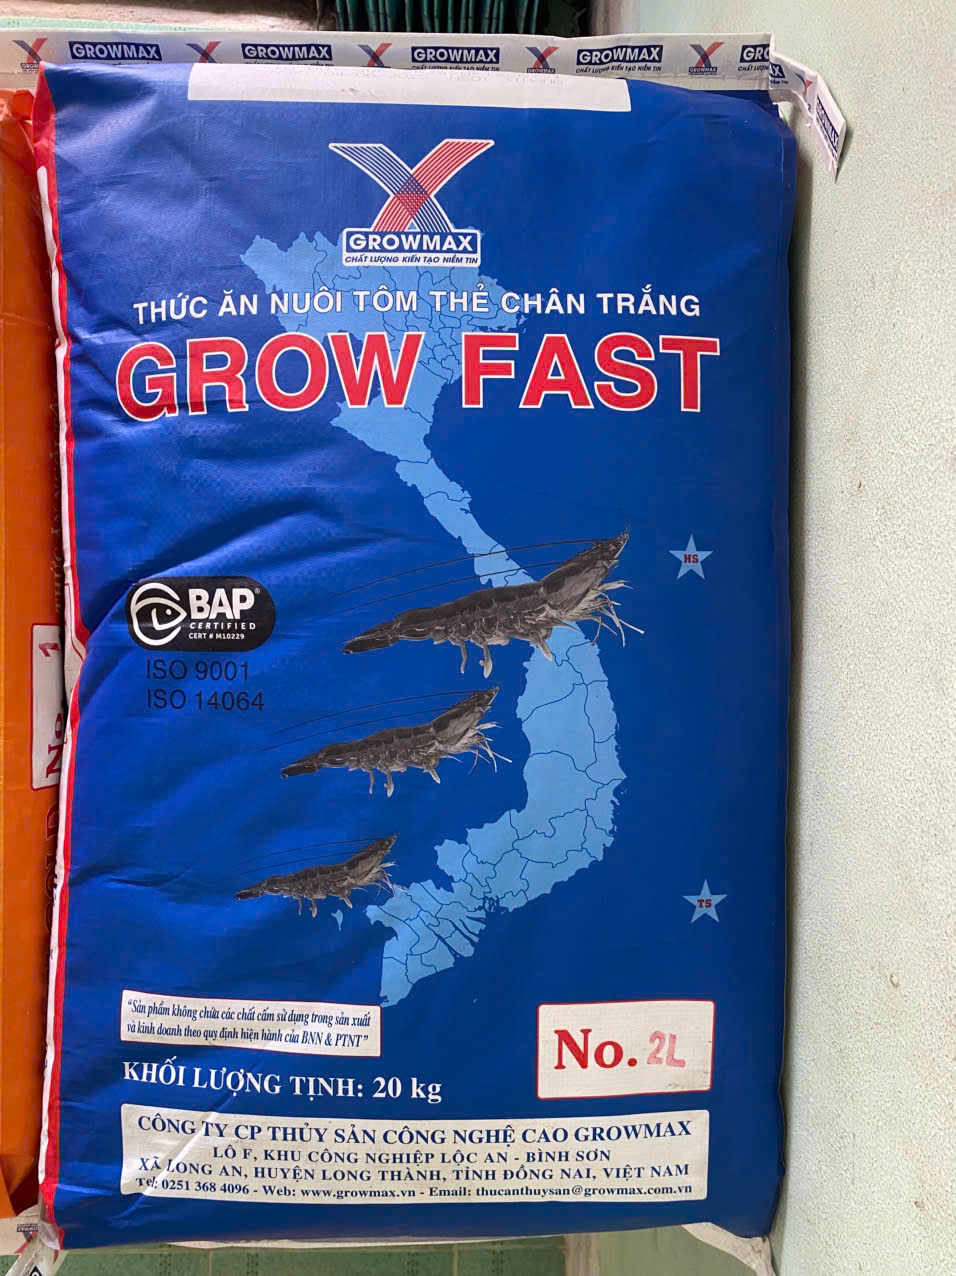 GROWMAX GROWMAX GROWMAX GROWMAX
GROWMAX
CHẤT LƯỢNG KIẾN TẠO NIỀM TIN
THỨC ĂN NUÔI TÔM THẺ CHÂN TRẮNG
GROW FAST
HS
BAP
CERTIFIED
CERT # M10229
ISO 9001
ISO 14064
TS
"Sản phẩm không chứa các chất cấm sử dụng trong sản xuất
và kinh doanh theo quy định hiện hành của BNN & PTNT"
No. 2L
KHỐI LƯỢNG TỊNH: 20 kg
CÔNG TY CP THỦY SẢN CÔNG NGHỆ CAO GROWMAX
LÔ F, KHU CÔNG NGHIỆP LỘC AN - BÌNH SƠN
XÃ LONG AN, HUYỆN LONG THÀNH, TỈNH ĐỒNG NAI, VIỆT NAM
Tel: 0251 368 4096 - Web: www.growmax.vn - Email: thucanthuysan@growmax.com.vn
No. 1